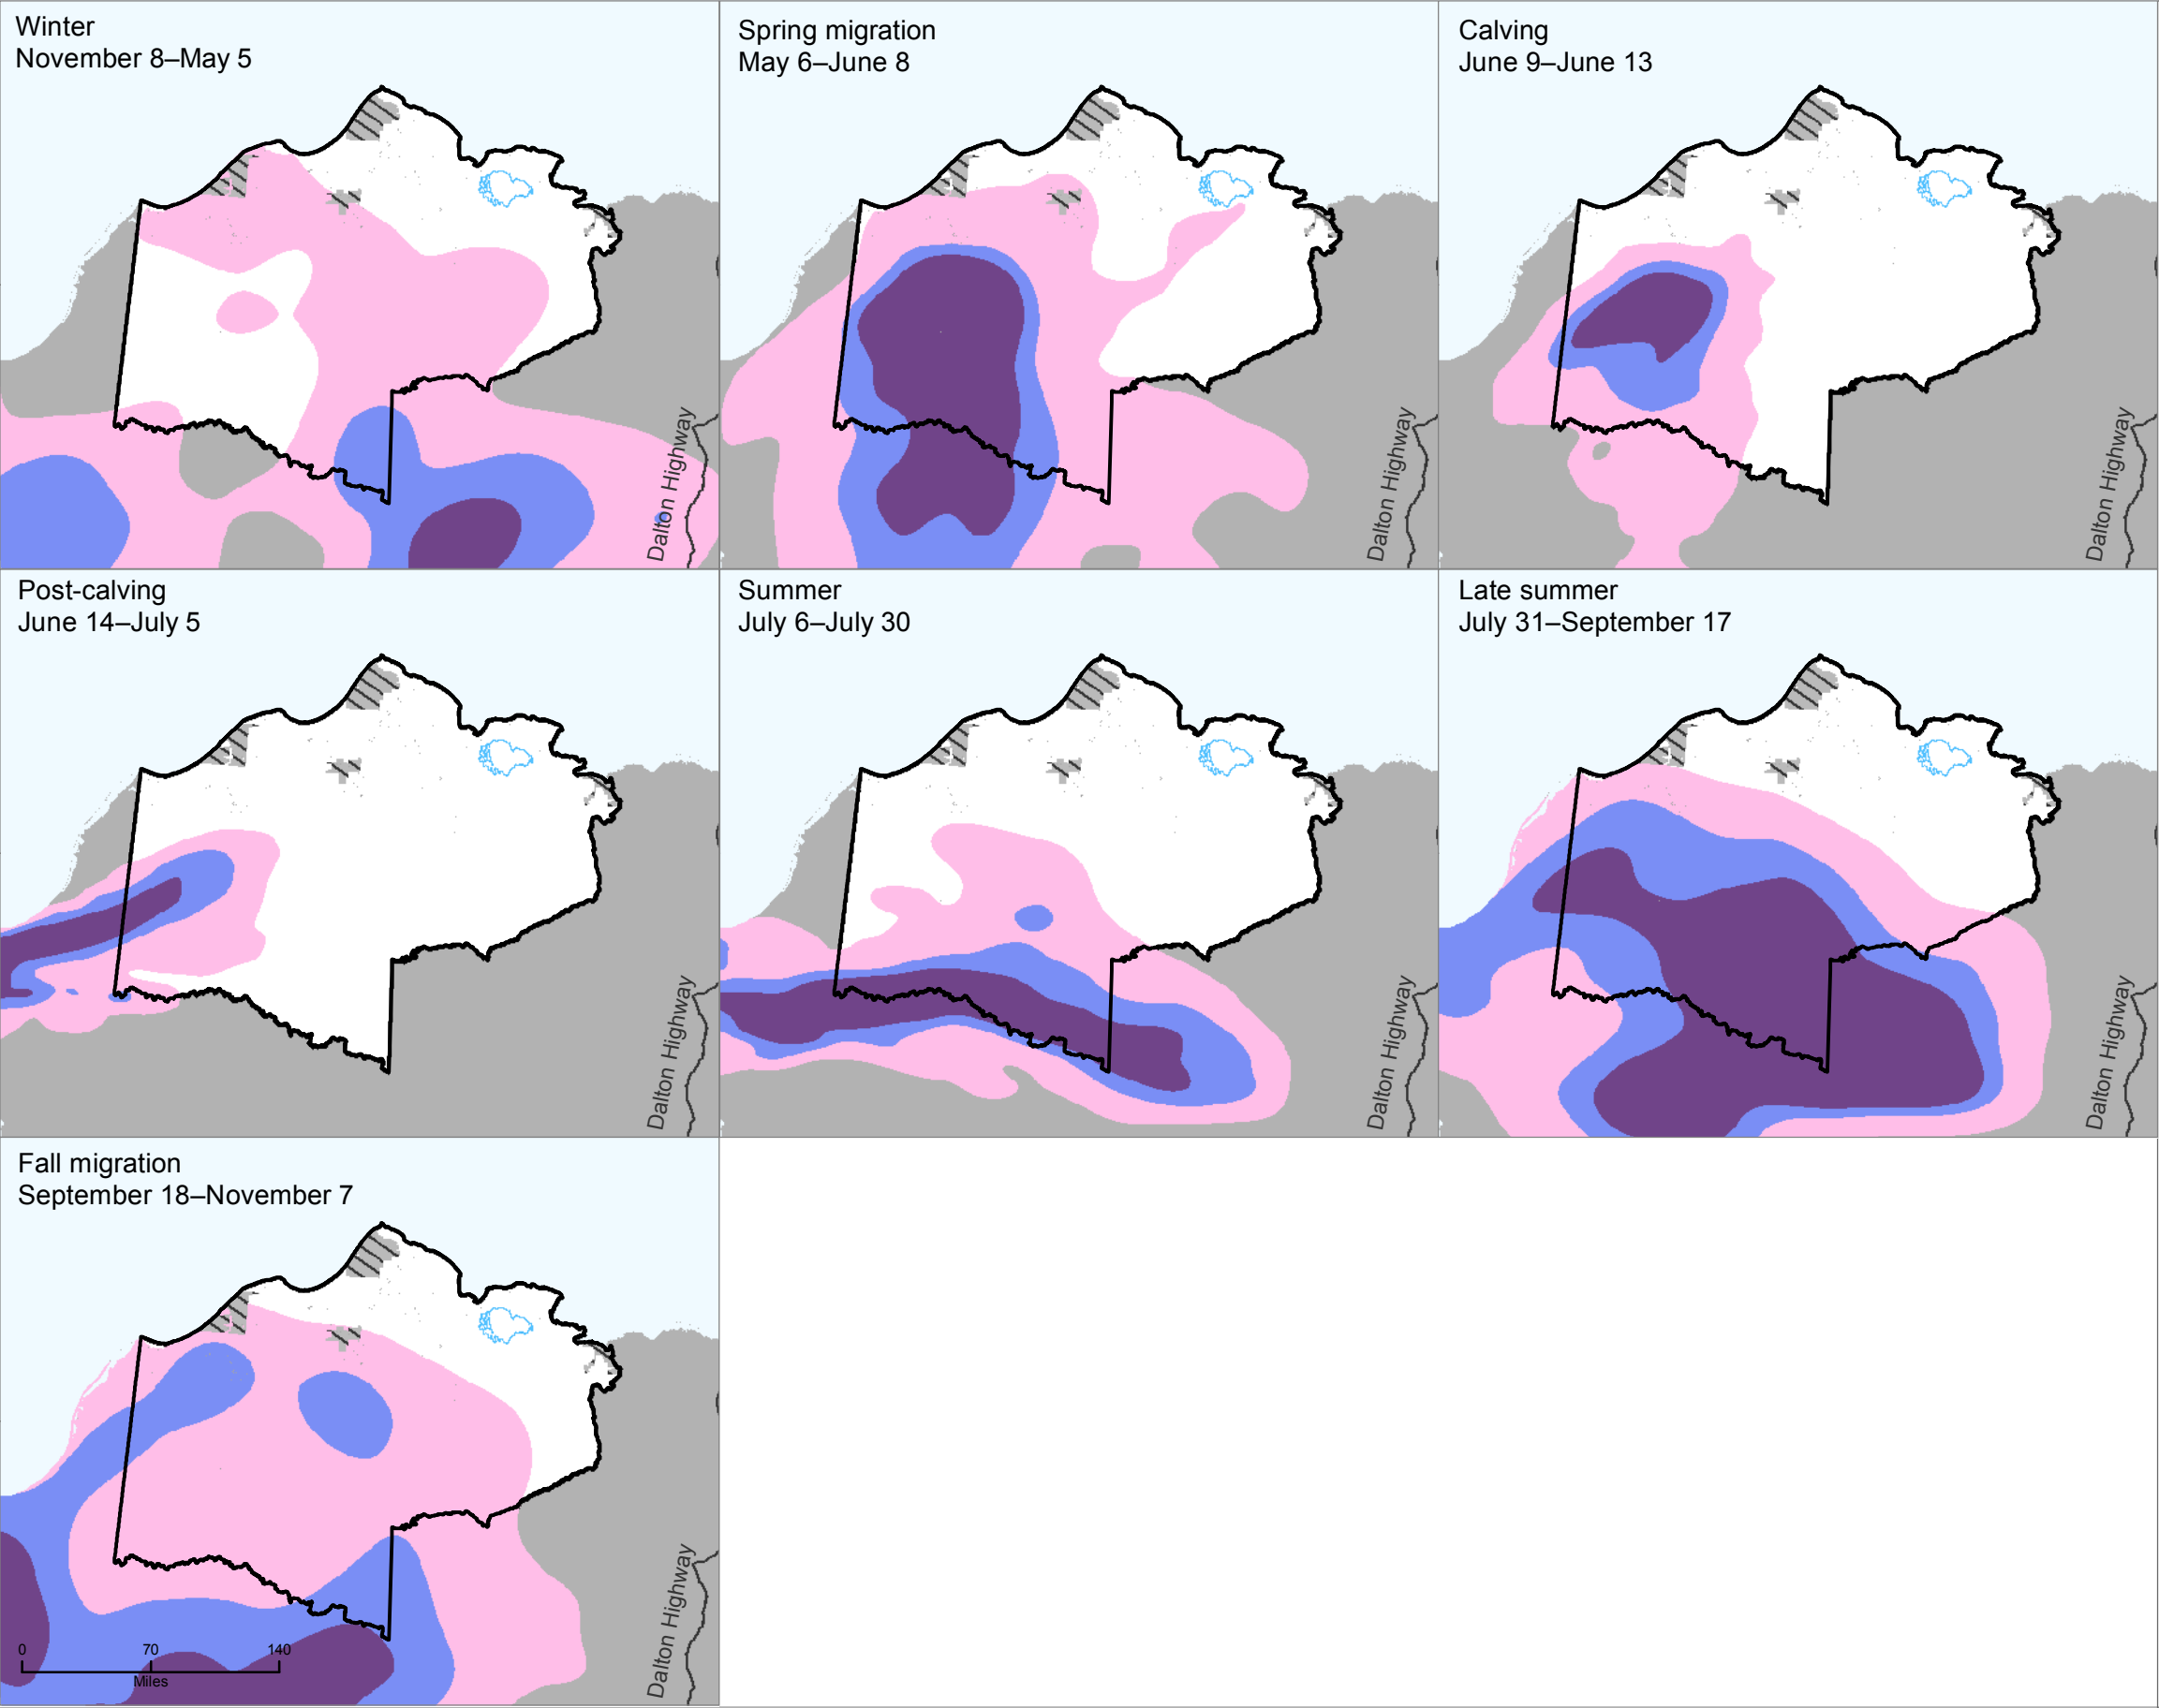 Winter
November 8–May 5
Spring migration
May 6–June 8
Calving
June 9–June 13
Dalton Highway
Dalton Highway
Dalton Highway
Post-calving
June 14–July 5
Summer
July 6–July 30
Late summer
July 31–September 17
Dalton Highway
Dalton Highway
Dalton Highway
Fall migration
September 18–November 7
Dalton Highway
0 70 140
Miles